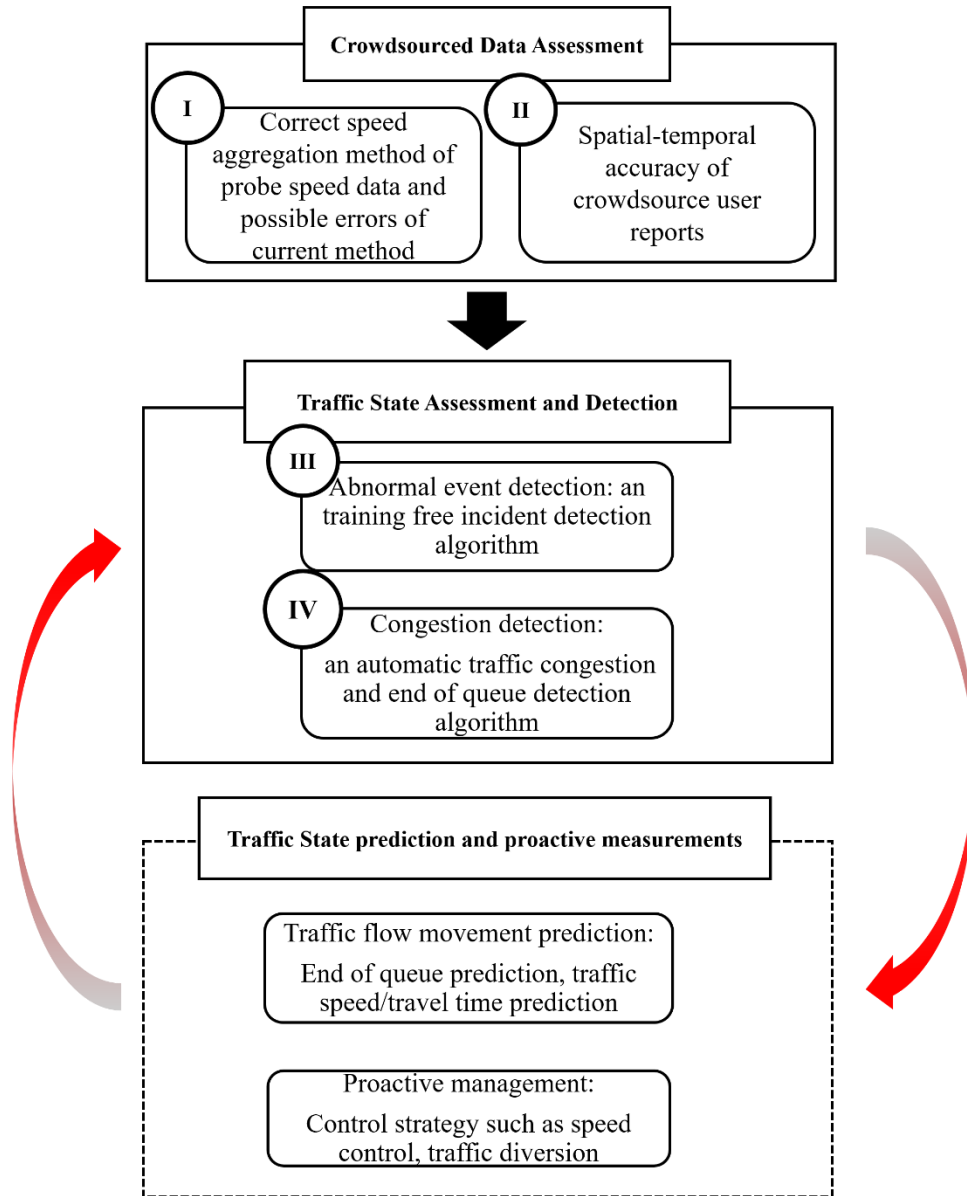 Crowdsourced Data Assessment
I
Correct speed
aggregation method of
probe speed data and
possible errors of
current method
II
Spatial-temporal
accuracy of
crowdsource user
reports
Traffic State Assessment and Detection
III
Abnormal event detection: an
training free incident detection
algorithm
IV
Congestion detection:
an automatic traffic congestion
and end of queue detection
algorithm
Traffic State prediction and proactive measurements
Traffic flow movement prediction:
End of queue prediction, traffic
speed/travel time prediction
Proactive management:
Control strategy such as speed
control, traffic diversion